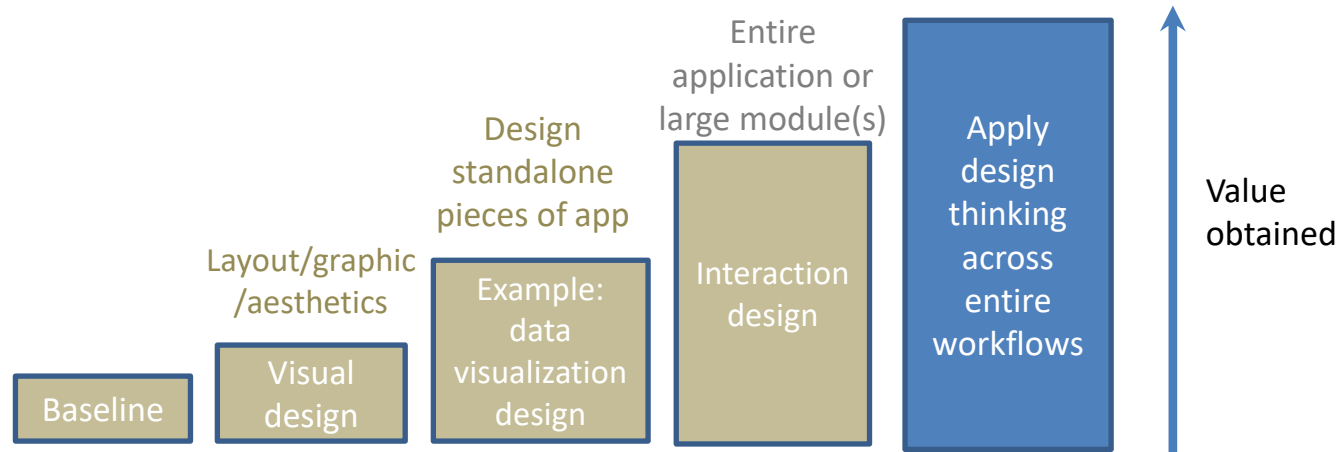 Baseline
Layout/graphic
/aesthetics
Visual
design
Design
standalone
pieces of app
Example:
data
visualization
design
Entire
application or
large module(s)
Interaction
design
Apply
design
thinking
across
entire
workflows
Value
obtained